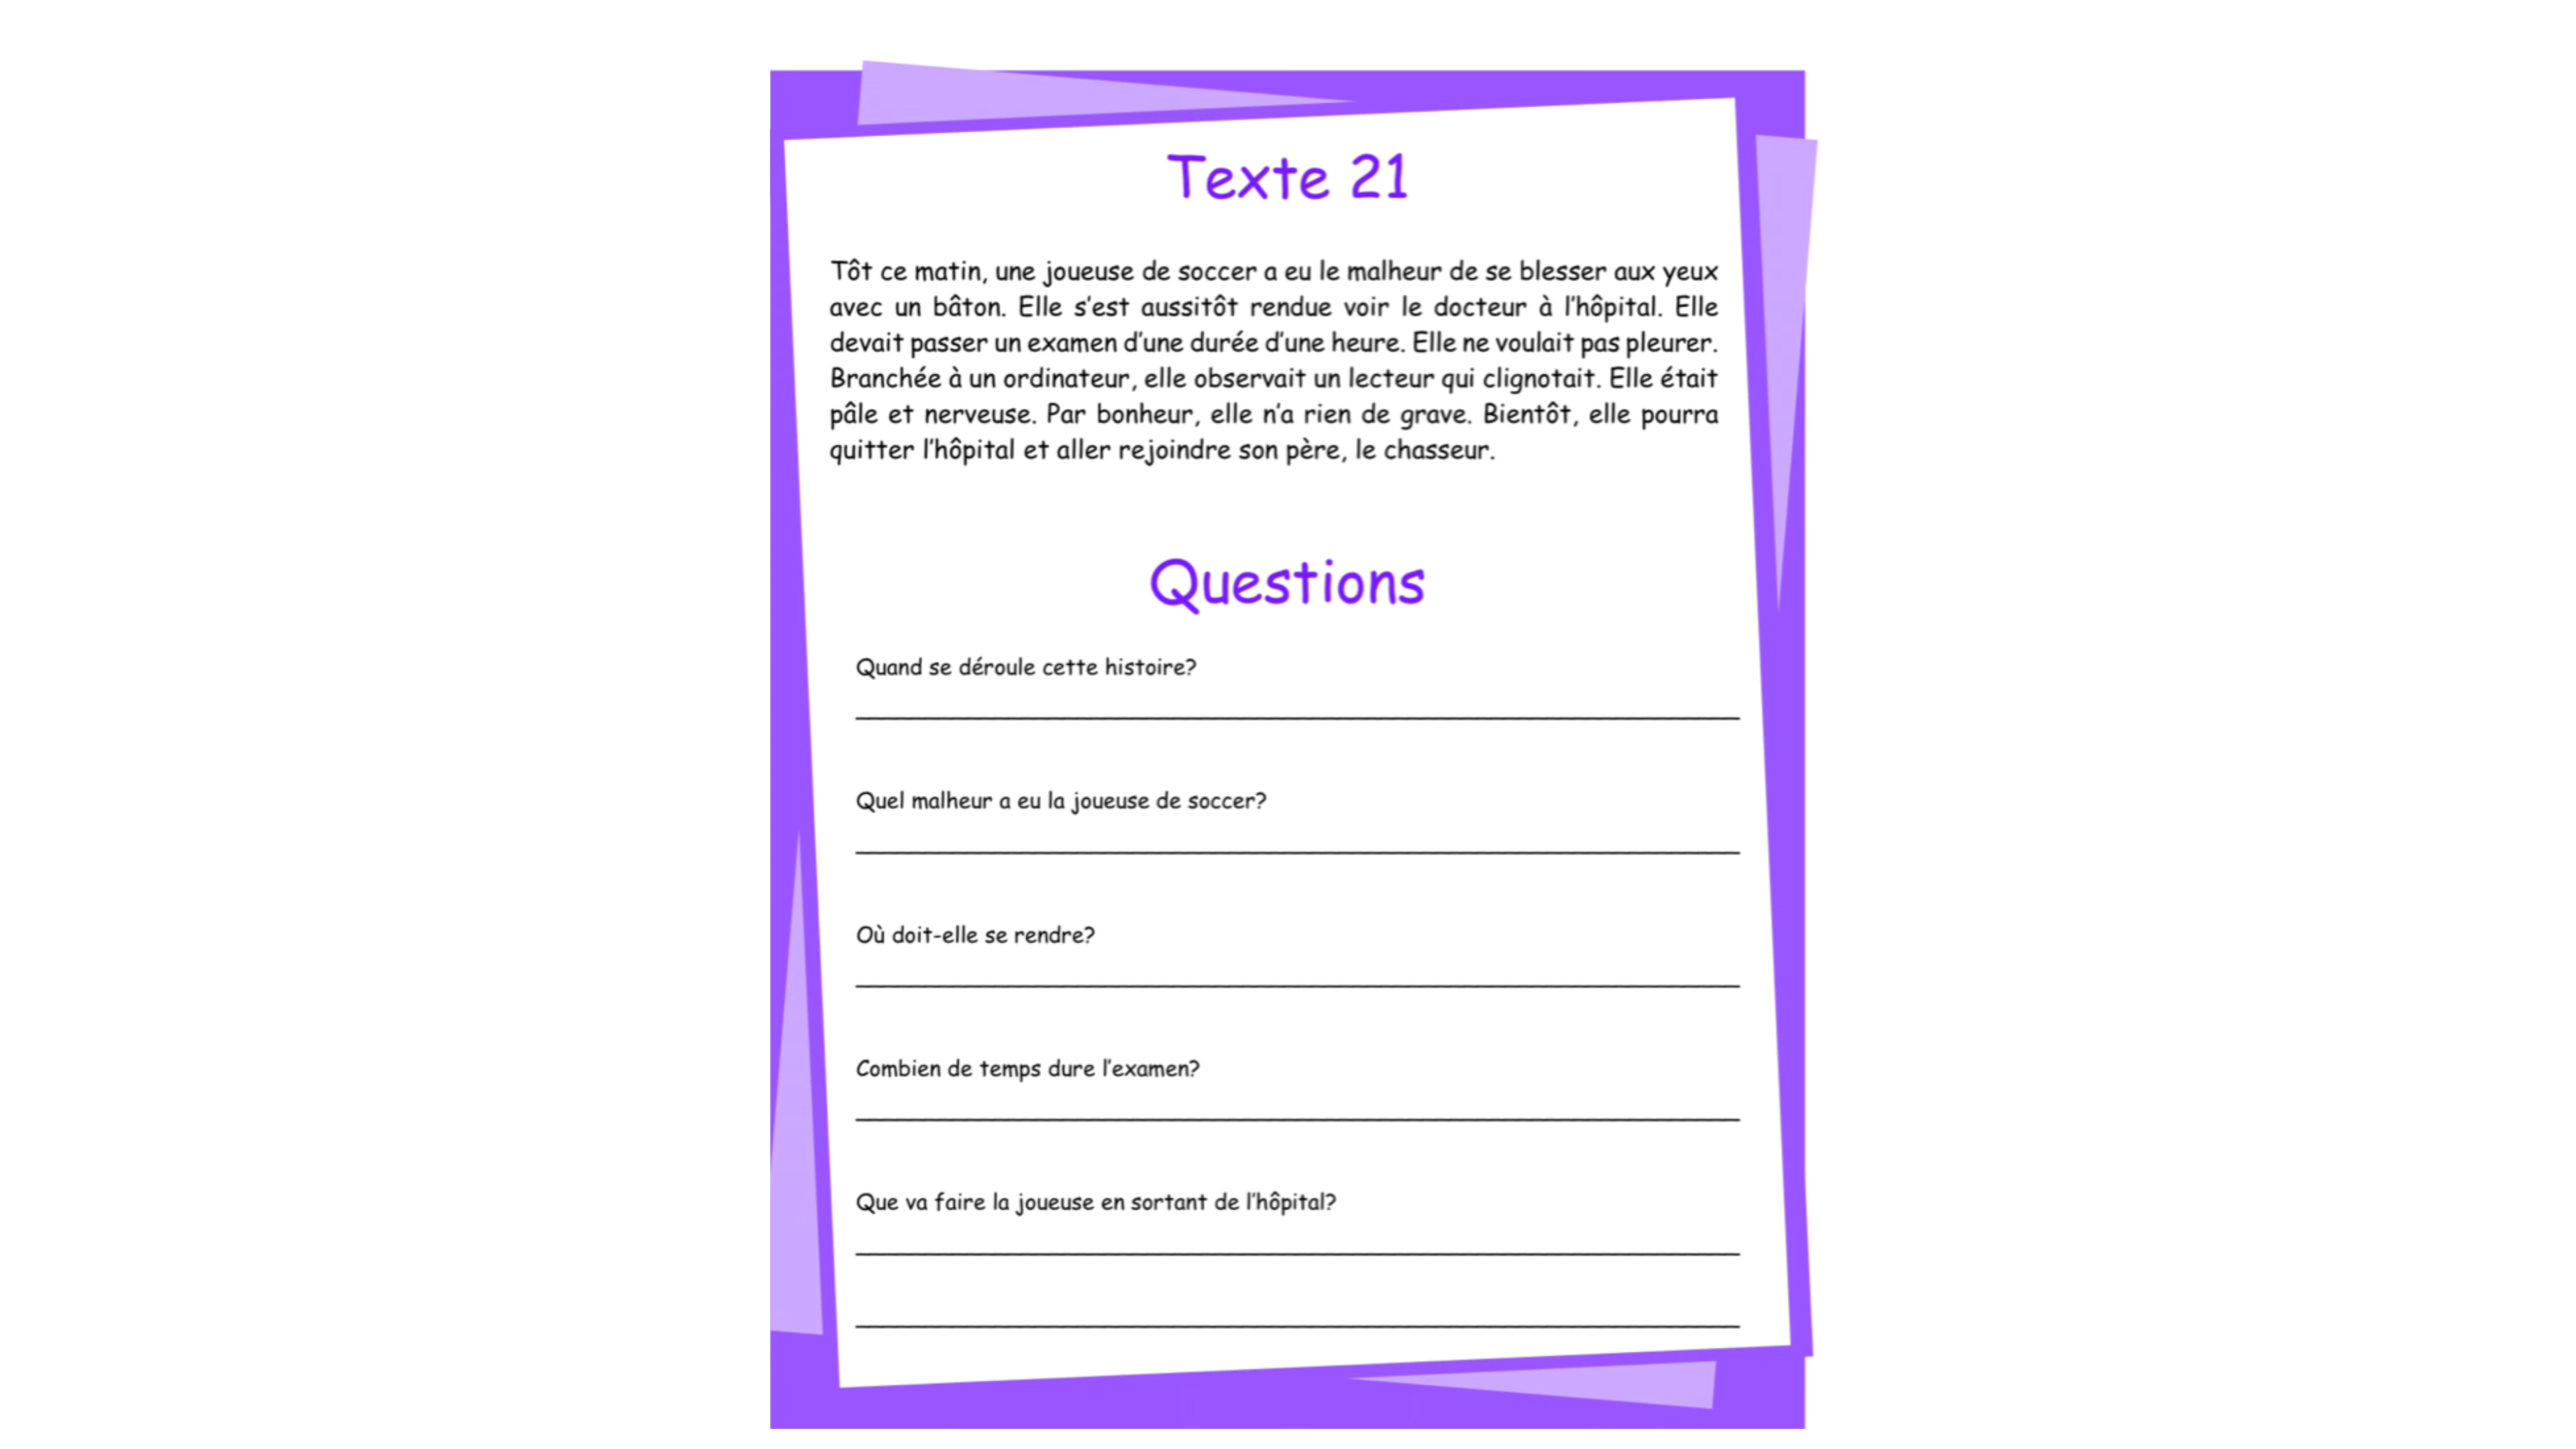 Texte 21
Tôt ce matin, une joueuse de soccer a eu le malheur de se blesser aux yeux
avec un bâton. Elle s’est aussitôt rendue voir le docteur à l’hôpital. Elle
devait passer un examen d’une durée d’une heure. Elle ne voulait pas pleurer.
Branchée à un ordinateur, elle observait un lecteur qui clignotait. Elle était
pâle et nerveuse. Par bonheur, elle n’a rien de grave. Bientôt, elle pourra
quitter l’hôpital et aller rejoindre son père, le chasseur.
Questions
Quand se déroule cette histoire?
Quel malheur a eu la joueuse de soccer?
Où doit-elle se rendre?
Combien de temps dure l’examen?
Que va faire la joueuse en sortant de l’hôpital?